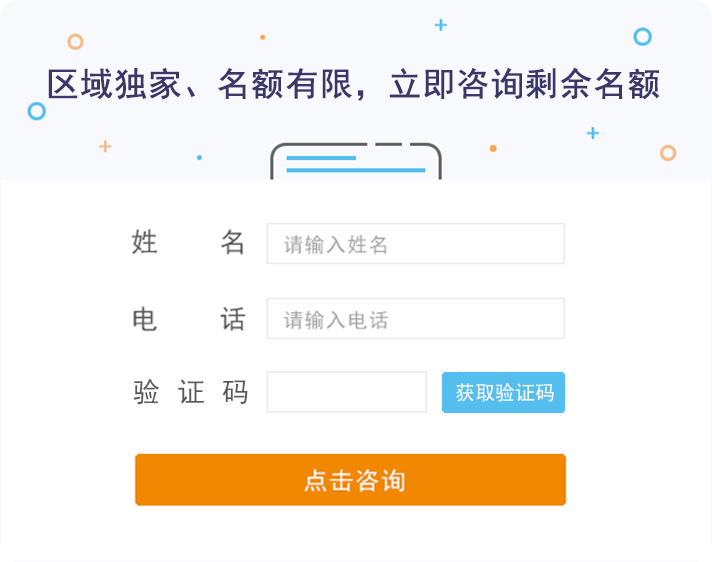 区域独家、名额有限，立即咨询剩余名额
姓 名 请输入姓名
电 话 请输入电话
验 证 码 获取验证码
点击咨询